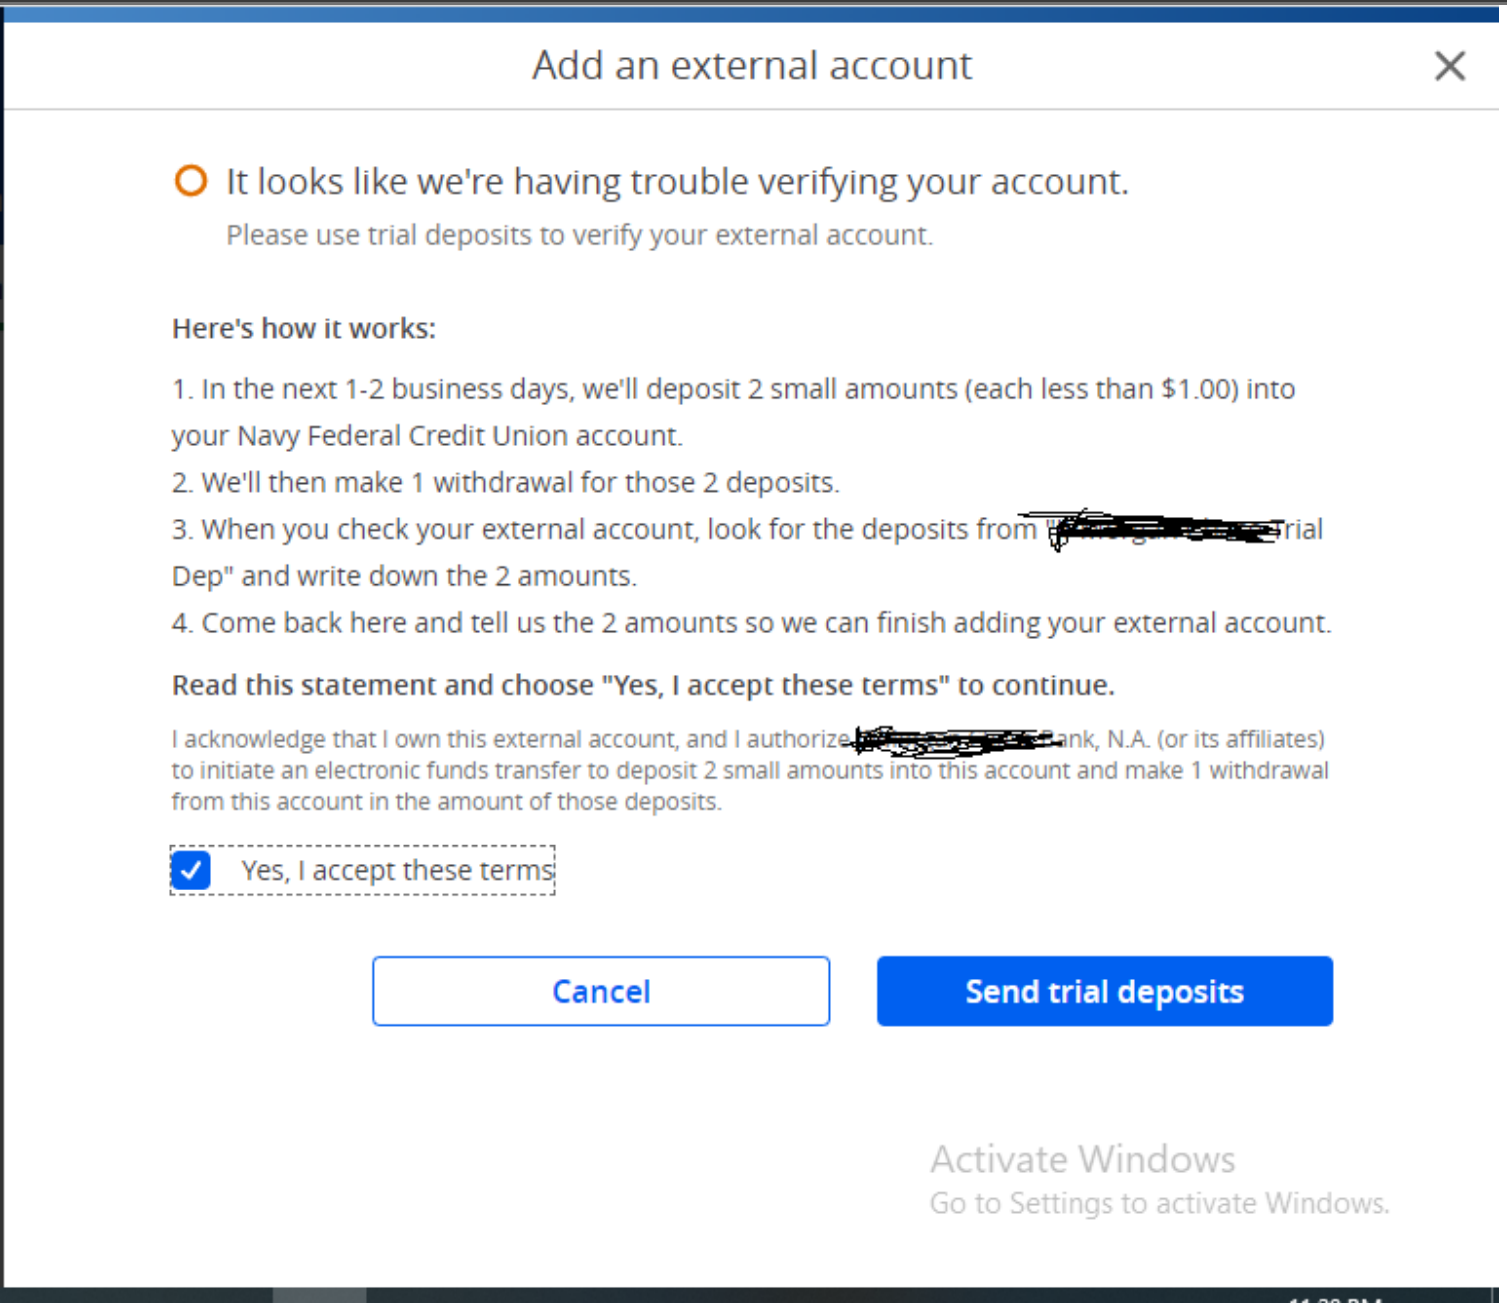 Add an external account
It looks like we're having trouble verifying your account.
Please use trial deposits to verify your external account.
Here's how it works:
1. In the next 1-2 business days, we'll deposit 2 small amounts (each less than $1.00) into
your Navy Federal Credit Union account.
2. We'll then make 1 withdrawal for those 2 deposits.
3. When you check your external account, look for the deposits from "
Dep" and write down the 2 amounts.
4. Come back here and tell us the 2 amounts so we can finish adding your external account.
Read this statement and choose "Yes, I accept these terms" to continue.
I acknowledge that I own this external account, and I authorize N.A. (or its affiliates)
to initiate an electronic funds transfer to deposit 2 small amounts into this account and make 1 withdrawal
from this account in the amount of those deposits.
Yes, I accept these terms
Cancel
Send trial deposits
Activate Windows
Go to Settings to activate Windows.